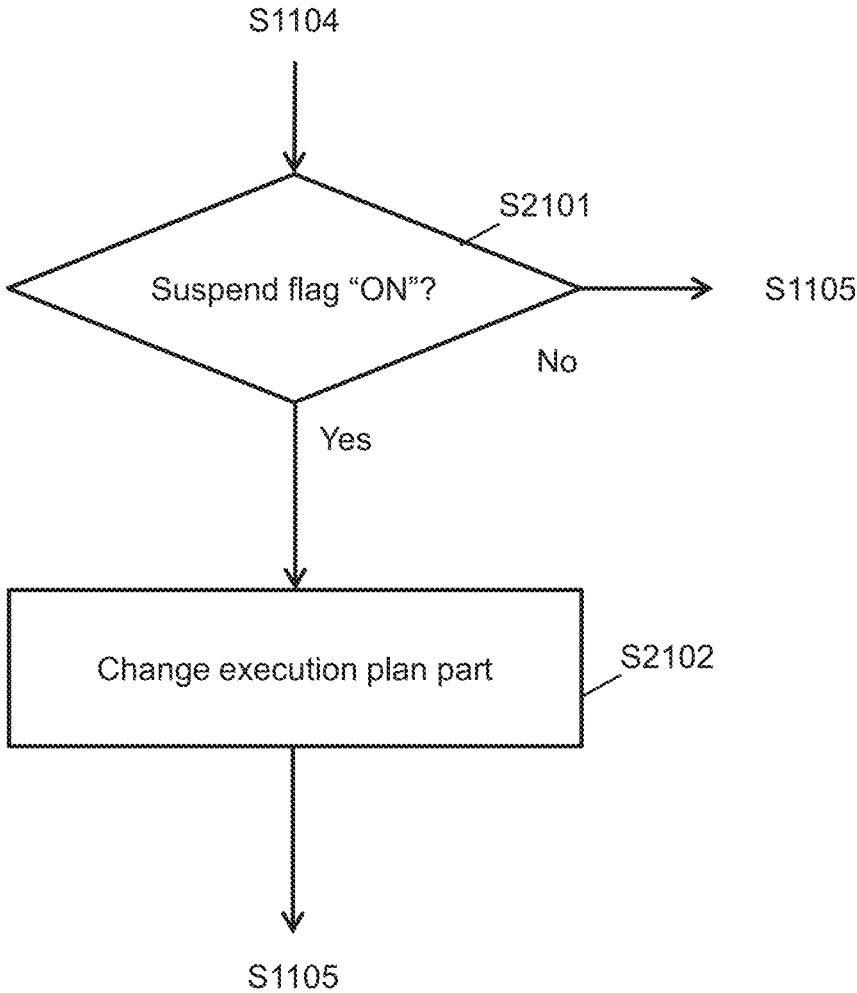 S1104
S2101
Suspend flag “ON”?
S1105
No
Yes
Change execution plan part
S2102
S1105